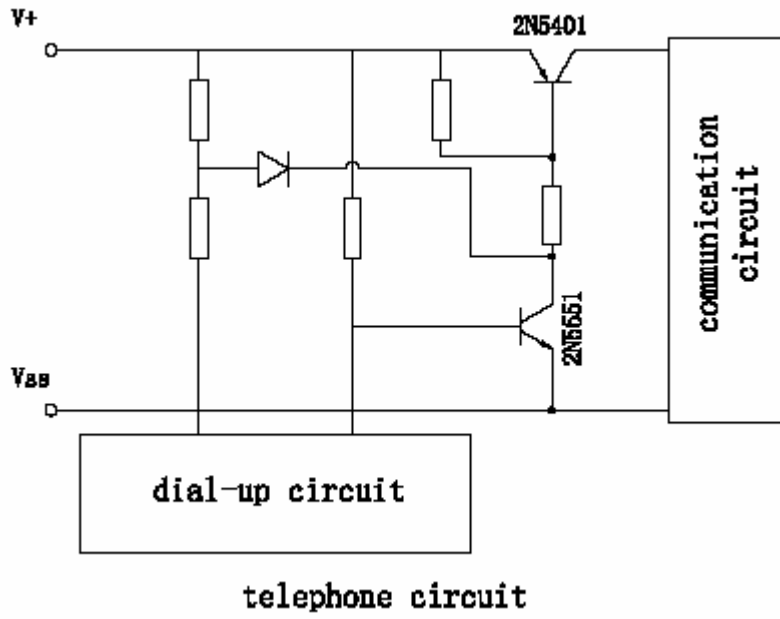 V+
2N5401
communication
circuit
2N5551
Vss
dial-up circuit
telephone circuit